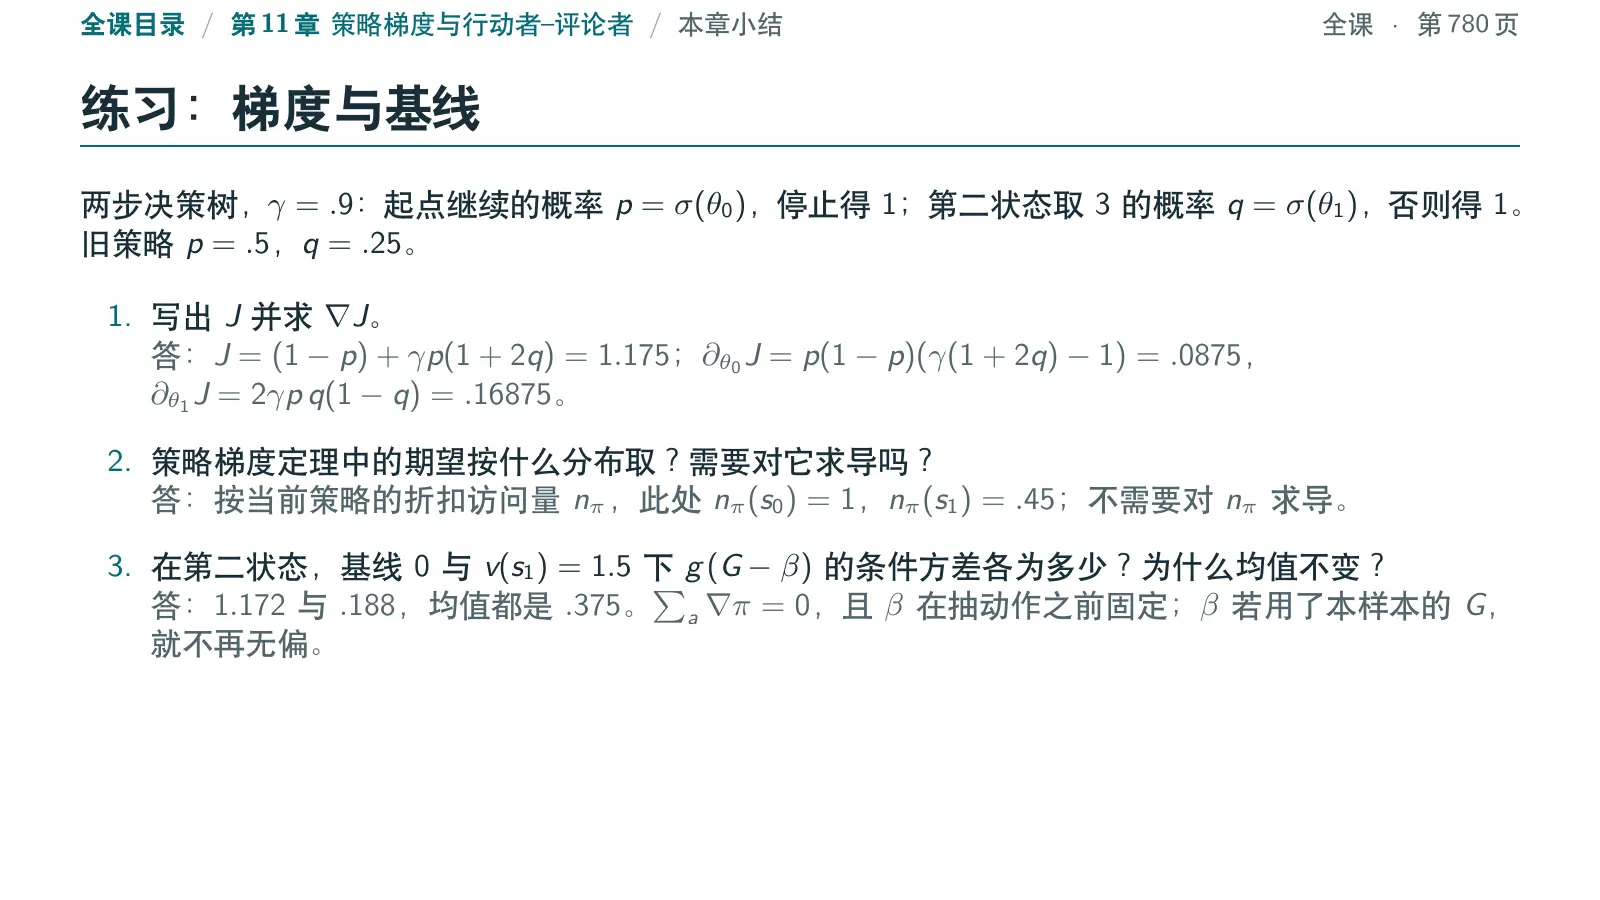 全课目录 / 第 11 章 策略梯度与行动者–评论者 / 本章小结
全课 · 第 780 页
练习：梯度与基线
两步决策树，γ = .9：起点继续的概率 p = σ(θ₀)，停止得 1；第二状态取 3 的概率 q = σ(θ₁)，否则得 1。
旧策略 p = .5，q = .25。
1. 写出 J 并求 ∇J。
答：J = (1 − p) + γp(1 + 2q) = 1.175；∂_{θ₀}J = p(1 − p)(γ(1 + 2q) − 1) = .0875，
∂_{θ₁}J = 2γp q(1 − q) = .16875。
2. 策略梯度定理中的期望按什么分布取？需要对它求导吗？
答：按当前策略的折扣访问量 n_π，此处 n_π(s₀) = 1，n_π(s₁) = .45；不需要对 n_π 求导。
3. 在第二状态，基线 0 与 v(s₁) = 1.5 下 g(G − β) 的条件方差各为多少？为什么均值不变？
答：1.172 与 .188，均值都是 .375。∑_a ∇π = 0，且 β 在抽动作之前固定；β 若用了本样本的 G，
就不再无偏。